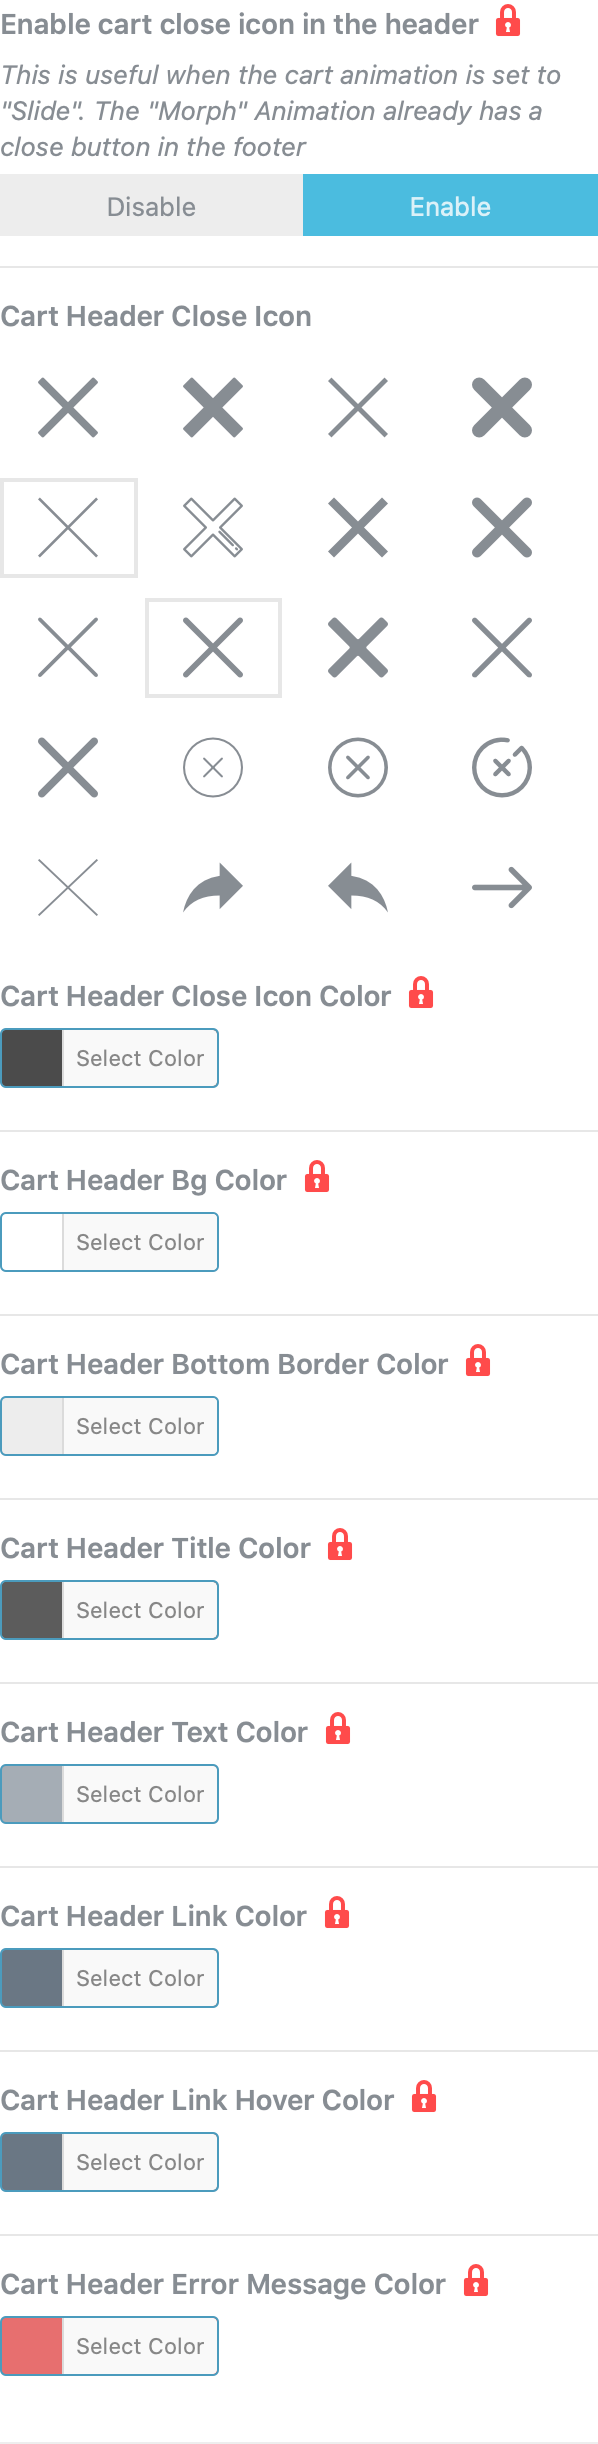 Enable cart close icon in the header
This is useful when the cart animation is set to
"Slide". The "Morph" Animation already has a
close button in the footer
Disable
Enable
Cart Header Close Icon
Cart Header Close Icon Color
Select Color
Cart Header Bg Color
Select Color
Cart Header Bottom Border Color
Select Color
Cart Header Title Color
Select Color
Cart Header Text Color
Select Color
Cart Header Link Color
Select Color
Cart Header Link Hover Color
Select Color
Cart Header Error Message Color
Select Color